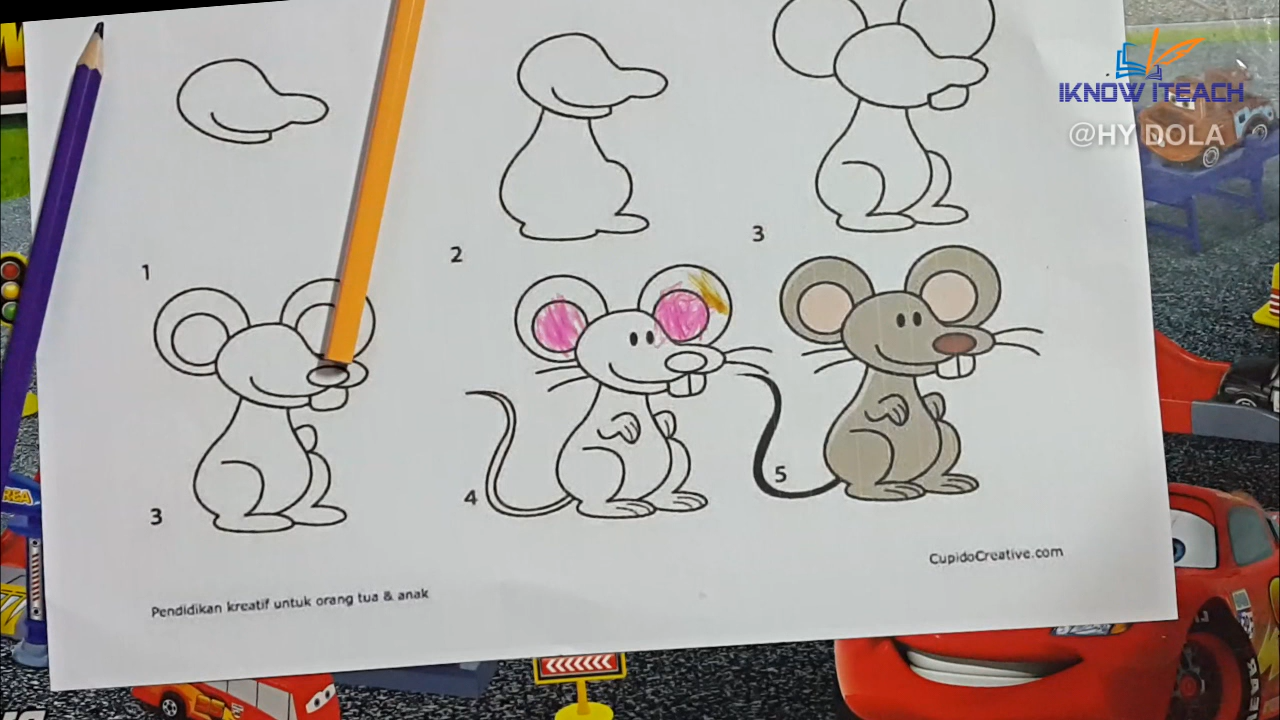 IKNOW ITEACH
@HY DOLA
1
2
3
3
4
5
CupidoCreative.com
Pendidikan kreatif untuk orang tua & anak